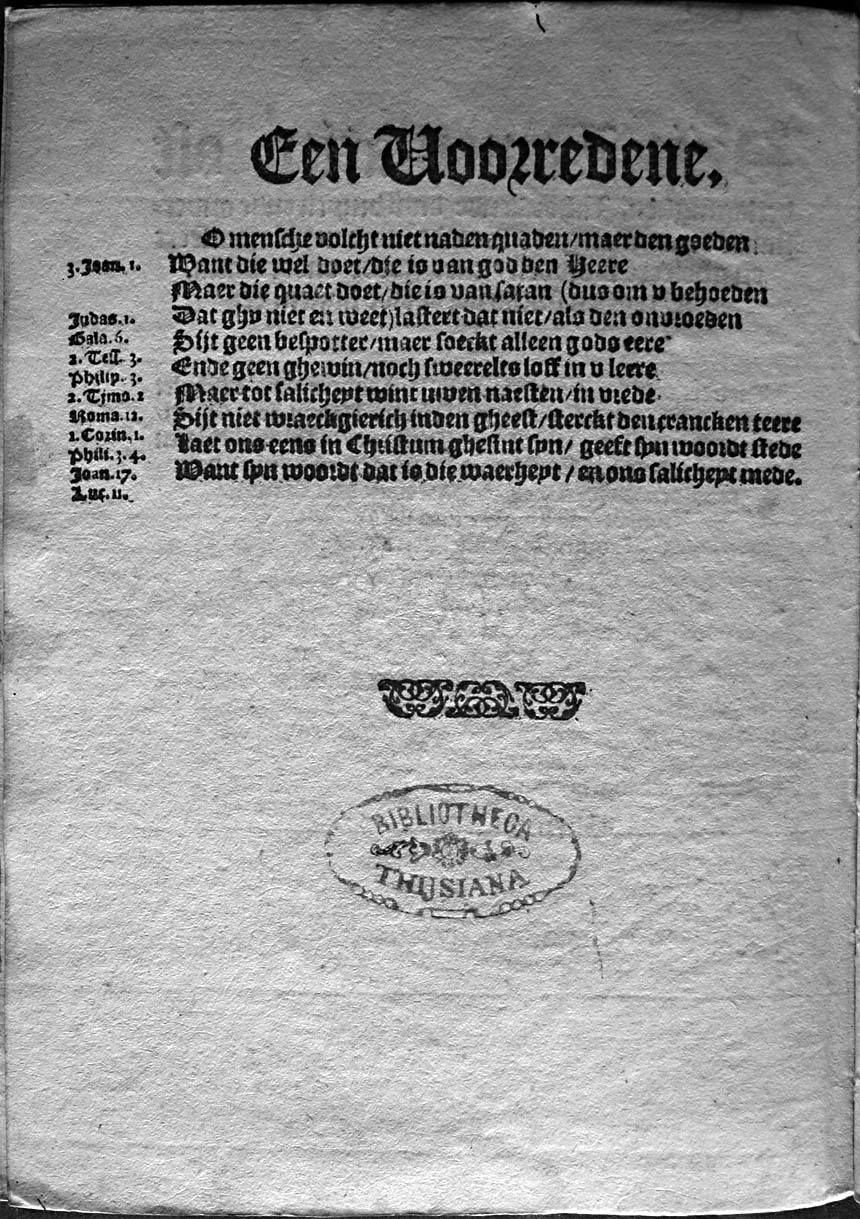 Een Voorredene.
O mensche volcht niet naden quaden/maer den goeden
3.Joan.1. Want die wel doet/die is van god den Heere
Maer die quaet doet/die is van satan (dus om v behoeden
Judas.1. Dat ghy niet en weet) lastert dat niet/als den onvroeden
Gala.6. Sijt geen bespotter/maer soeckt alleen gods eere
2.Tess.3. Ende geen ghewin/noch sweerelts loff in v leere
Philip.3.
2.Timo.2 Maer tot salicheyt wint uwen naesten/in vrede
Roma.12. Sijt niet wraeckgierich inden gheest/sterckt den crancken teere
1.Corin.1. Laet ons eens in Christum ghesint syn/ geeft syn woordt stede
Phili.3.4.
Joan.17. Want syn woordt dat is die waerheyt/en ons salicheyt mede.
Luc.11.
BIBLIOTHECA
THYSIANA